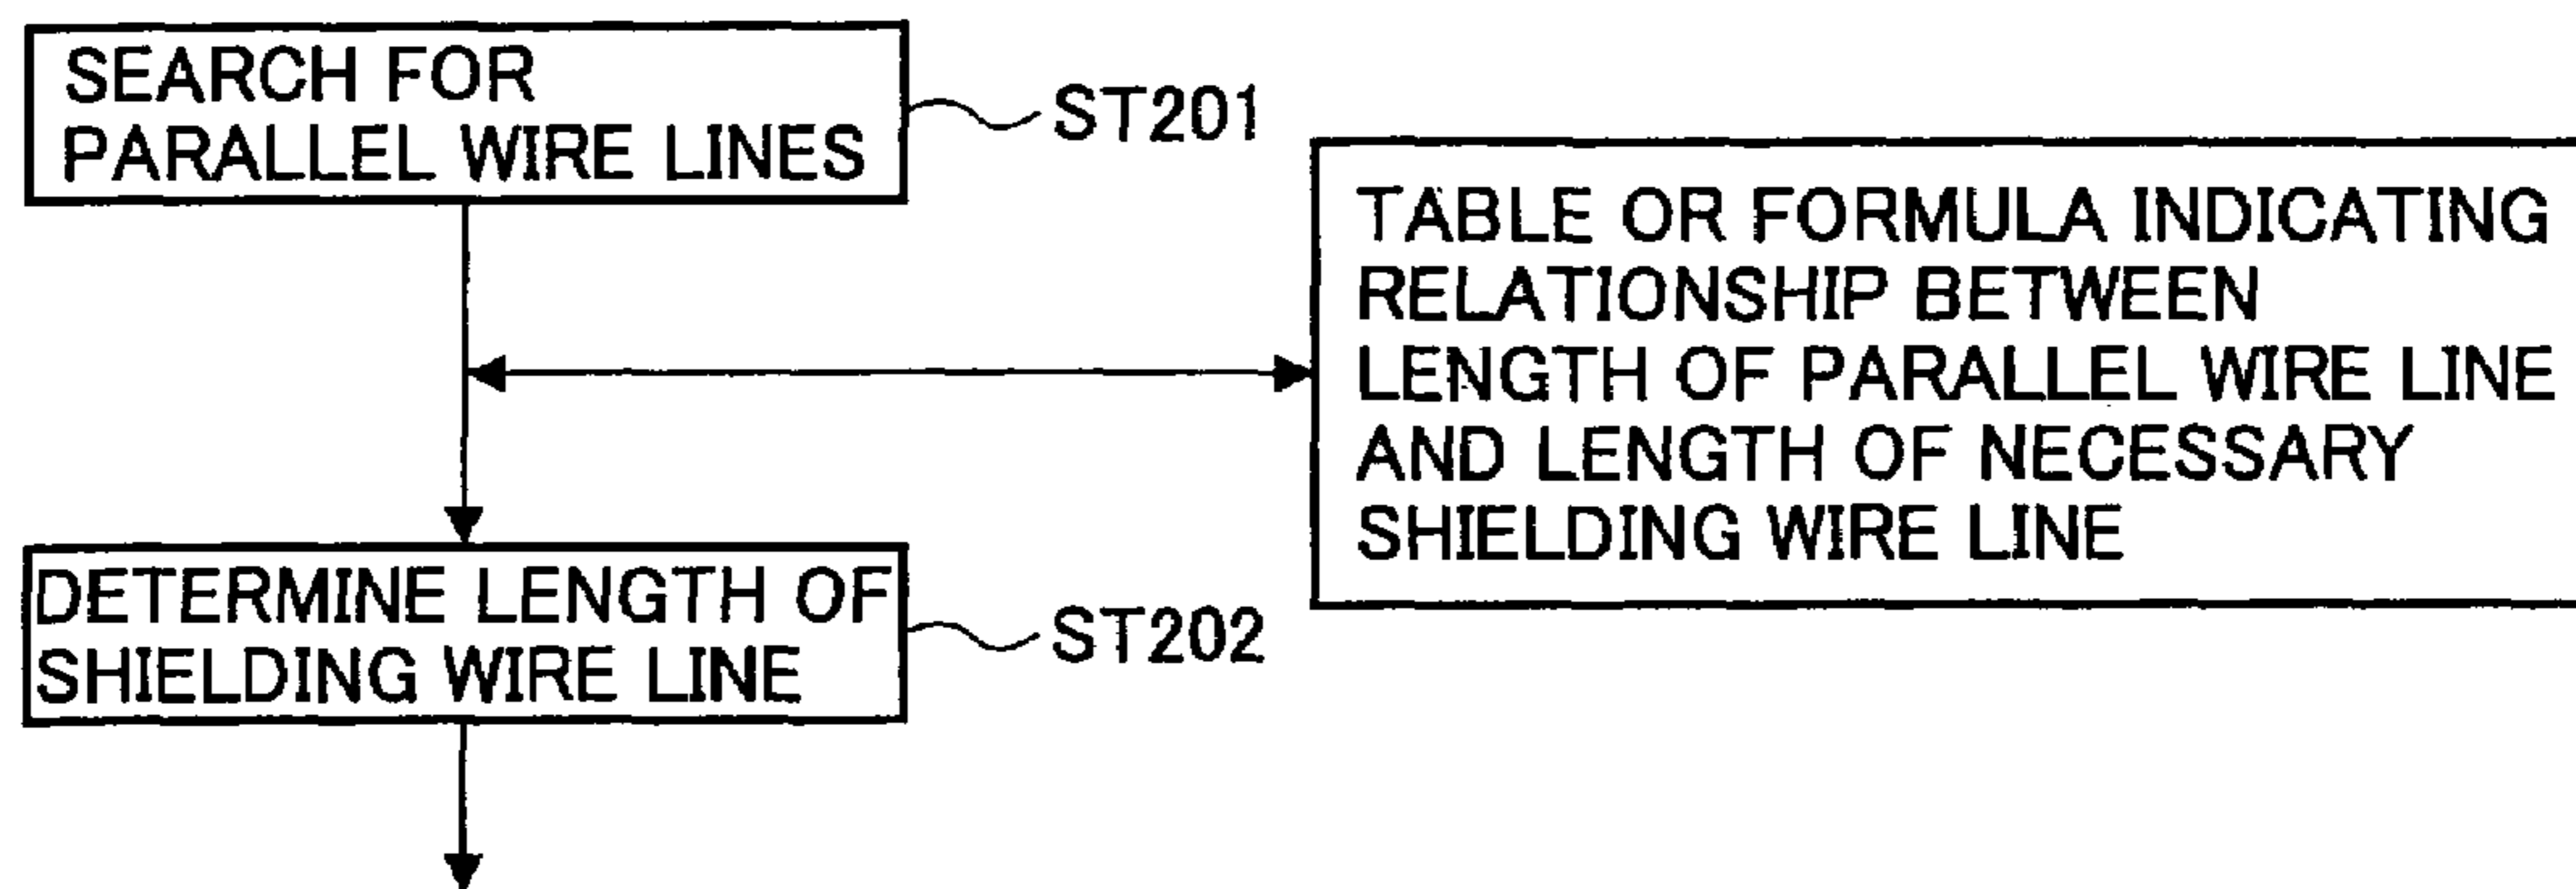 SEARCH FOR
PARALLEL WIRE LINES
ST201
TABLE OR FORMULA INDICATING
RELATIONSHIP BETWEEN
LENGTH OF PARALLEL WIRE LINE
AND LENGTH OF NECESSARY
SHIELDING WIRE LINE
DETERMINE LENGTH OF
SHIELDING WIRE LINE
ST202